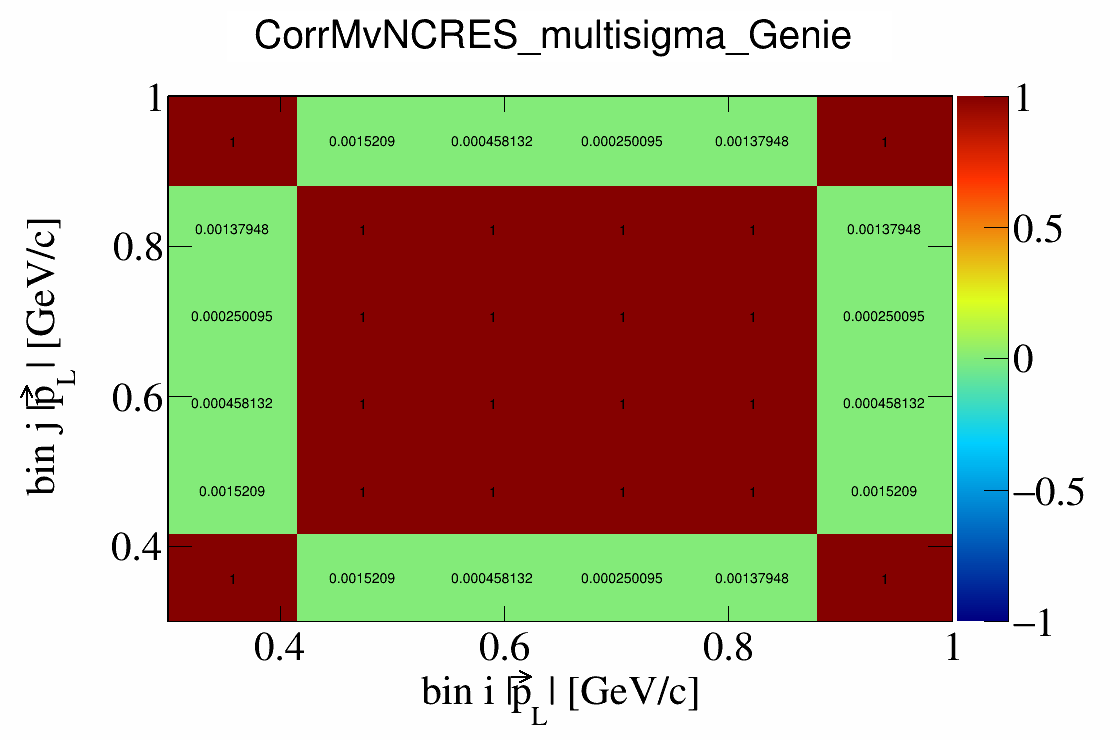 CorrMvNCRES_multisigma_Genie
1
1 0.0015209 0.000458132 0.000250095 0.00137948 1
0.00137948 1 1 1 1 0.00137948
0.8
0.000250095 1 1 1 1 0.000250095
0.6
0.000458132 1 1 1 1 0.000458132
0.0015209 1 1 1 1 0.0015209
0.4
1 0.0015209 0.000458132 0.000250095 0.00137948 1
0.4 0.6 0.8 1
bin i |p⃗_L| [GeV/c]
bin j |p⃗_L| [GeV/c]
1
0.5
0
−0.5
−1